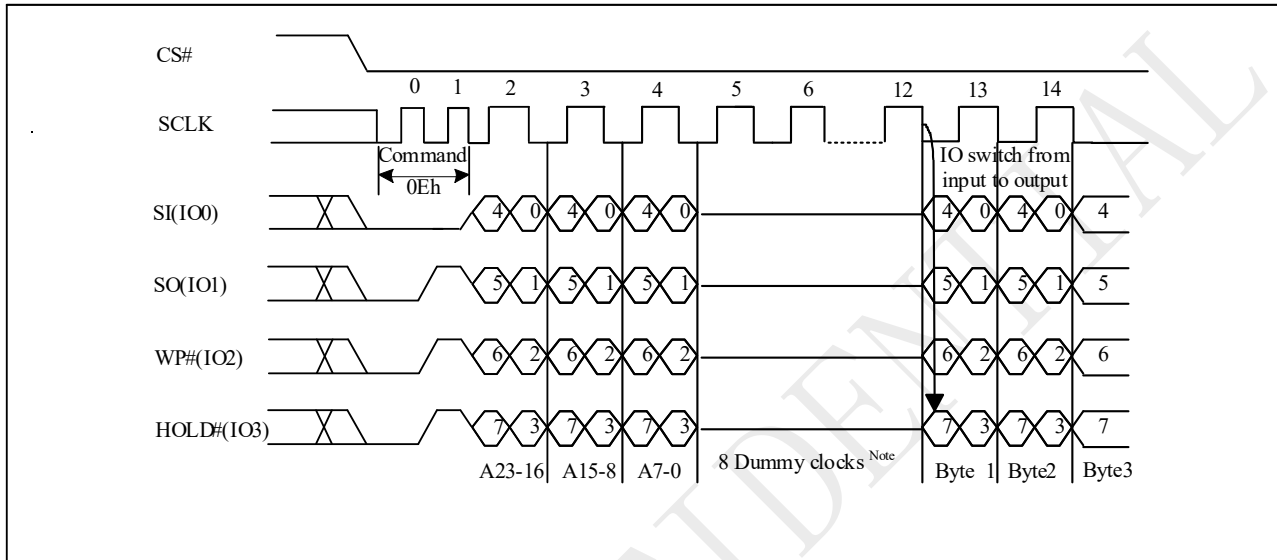 CS#
0 1 2 3 4 5 6 12 13 14
SCLK
Command
0Eh
IO switch from
input to output
SI(IO0) 4 0 4 0 4 0 4 0 4 0 4
SO(IO1) 5 1 5 1 5 1 5 1 5 1 5
WP#(IO2) 6 2 6 2 6 2 6 2 6 2 6
HOLD#(IO3) 7 3 7 3 7 3 7 3 7 3 7
A23-16 A15-8 A7-0 8 Dummy clocks Note Byte 1 Byte2 Byte3
DENTIAL